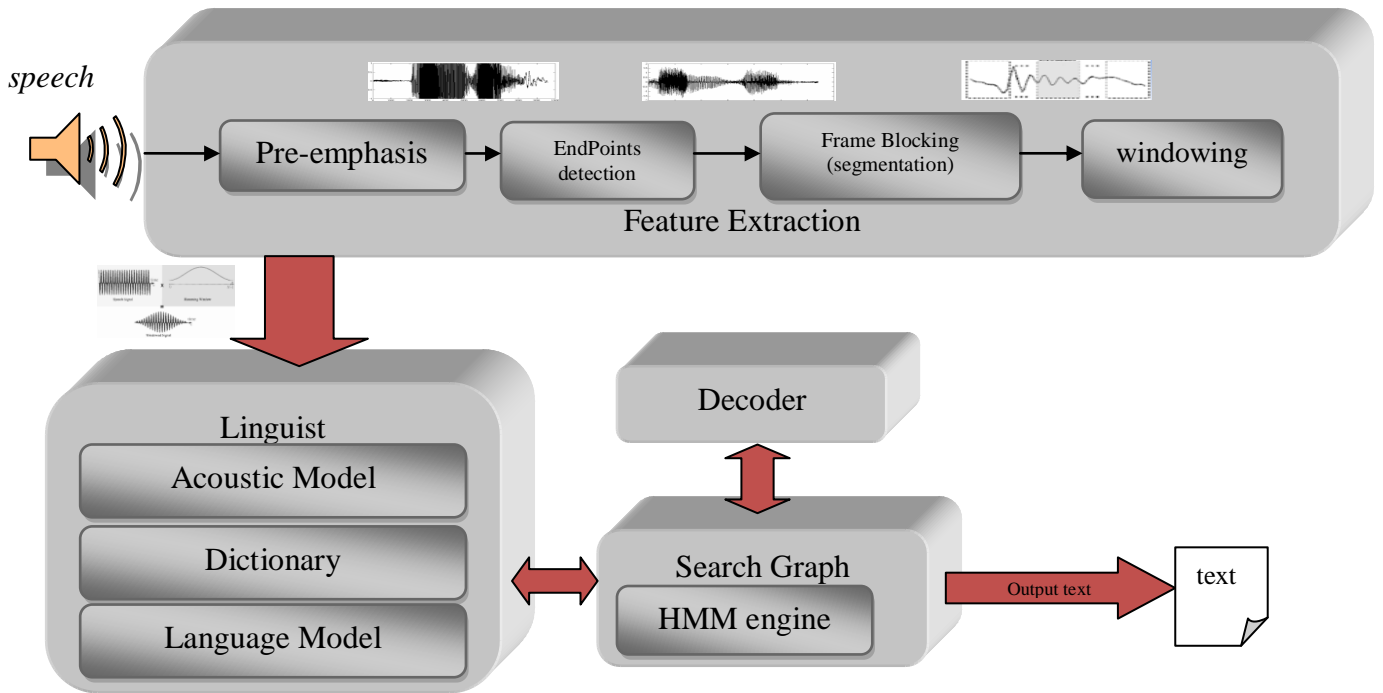 speech
Pre-emphasis
EndPoints
detection
Frame Blocking
(segmentation)
windowing
Feature Extraction
Linguist
Acoustic Model
Dictionary
Language Model
Decoder
Search Graph
HMM engine
Output text
text